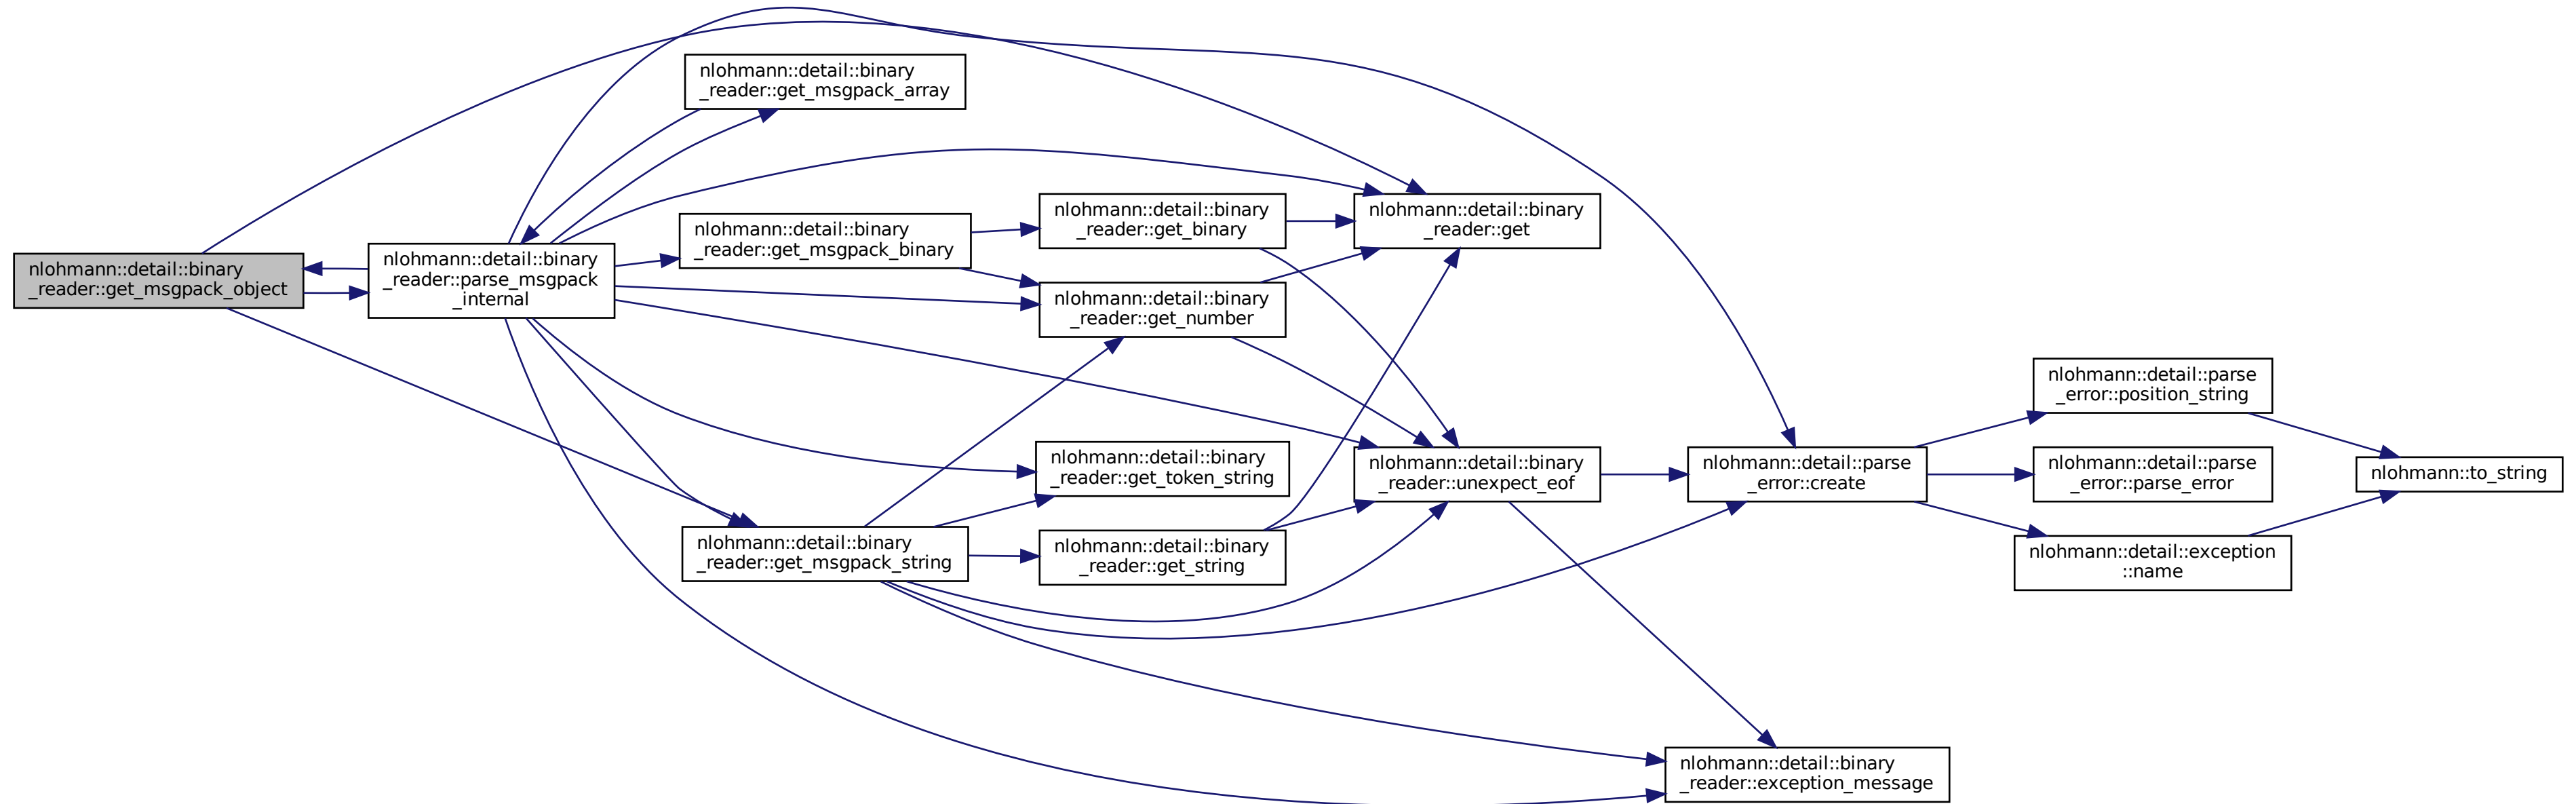 nlohmann::detail::binary
_reader::get_msgpack_object
nlohmann::detail::binary
_reader::parse_msgpack
_internal
nlohmann::detail::binary
_reader::get_msgpack_array
nlohmann::detail::binary
_reader::get_msgpack_binary
nlohmann::detail::binary
_reader::get_msgpack_string
nlohmann::detail::binary
_reader::get_binary
nlohmann::detail::binary
_reader::get_number
nlohmann::detail::binary
_reader::get_token_string
nlohmann::detail::binary
_reader::get_string
nlohmann::detail::binary
_reader::get
nlohmann::detail::binary
_reader::unexpect_eof
nlohmann::detail::parse
_error::create
nlohmann::detail::binary
_reader::exception_message
nlohmann::detail::parse
_error::position_string
nlohmann::detail::parse
_error::parse_error
nlohmann::detail::exception
::name
nlohmann::to_string